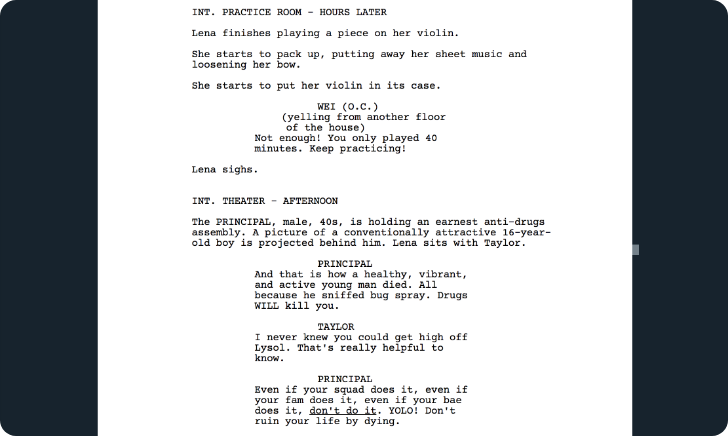 INT. PRACTICE ROOM – HOURS LATER
Lena finishes playing a piece on her violin.
She starts to pack up, putting away her sheet music and
loosening her bow.
She starts to put her violin in its case.
WEI (O.C.)
(yelling from another floor
of the house)
Not enough! You only played 40
minutes. Keep practicing!
Lena sighs.
INT. THEATER – AFTERNOON
The PRINCIPAL, male, 40s, is holding an earnest anti-drugs
assembly. A picture of a conventionally attractive 16-year-
old boy is projected behind him. Lena sits with Taylor.
PRINCIPAL
And that is how a healthy, vibrant,
and active young man died. All
because he sniffed bug spray. Drugs
WILL kill you.
TAYLOR
I never knew you could get high off
Lysol. That's really helpful to
know.
PRINCIPAL
Even if your squad does it, even if
your fam does it, even if your bae
does it, don't do it. YOLO! Don't
ruin your life by dying.